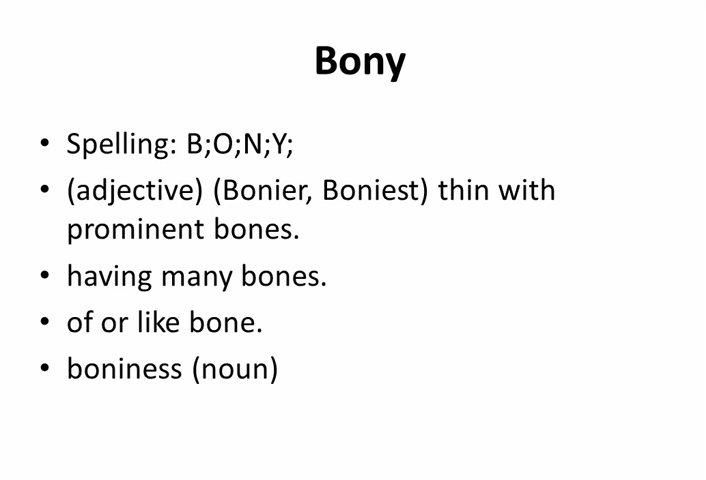 Bony
• Spelling: B;O;N;Y;
• (adjective) (Bonier, Boniest) thin with
prominent bones.
• having many bones.
• of or like bone.
• boniness (noun)